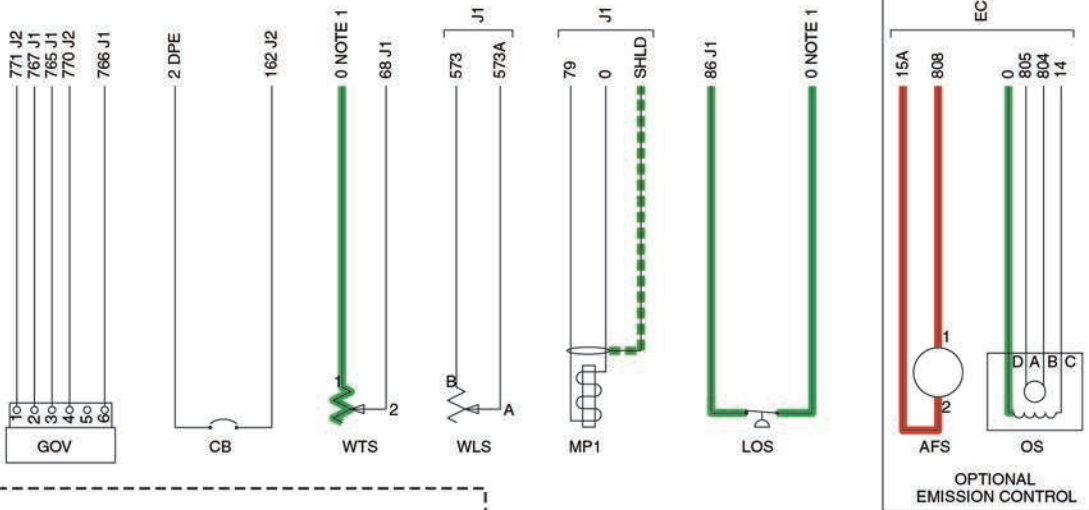 J1
J1
EC
771 J2
767 J1
765 J1
770 J2
766 J1
2 DPE
162 J2
0 NOTE 1
68 J1
573
573A
79
0
SHLD
86 J1
0 NOTE 1
15A
808
0
805
804
14
1
2
3
4
5
6
GOV
CB
1
2
WTS
B
A
WLS
MP1
LOS
1
2
AFS
D A B C
OS
OPTIONAL
EMISSION CONTROL